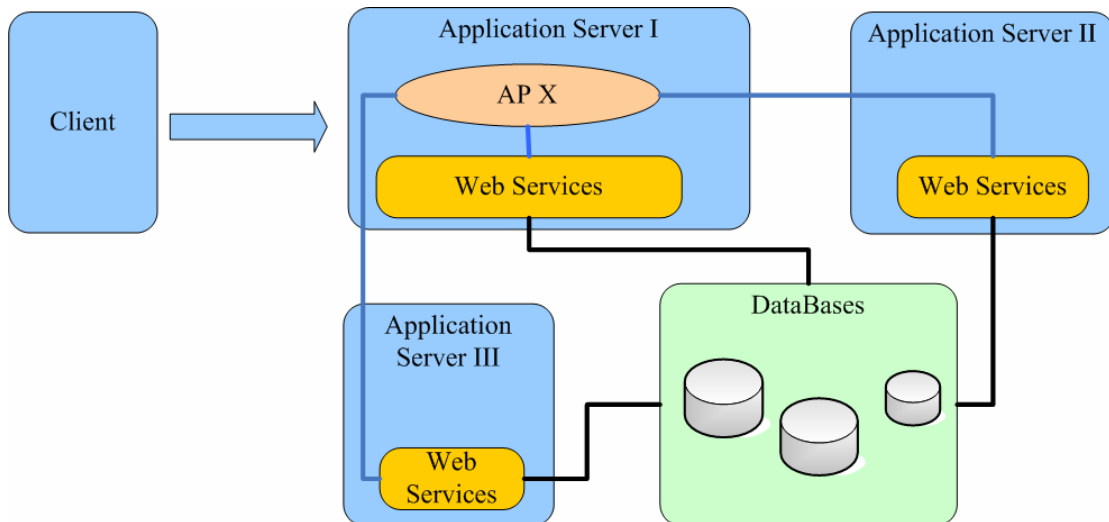 Client
Application Server I
AP X
Web Services
Application Server II
Web Services
Application
Server III
Web
Services
DataBases